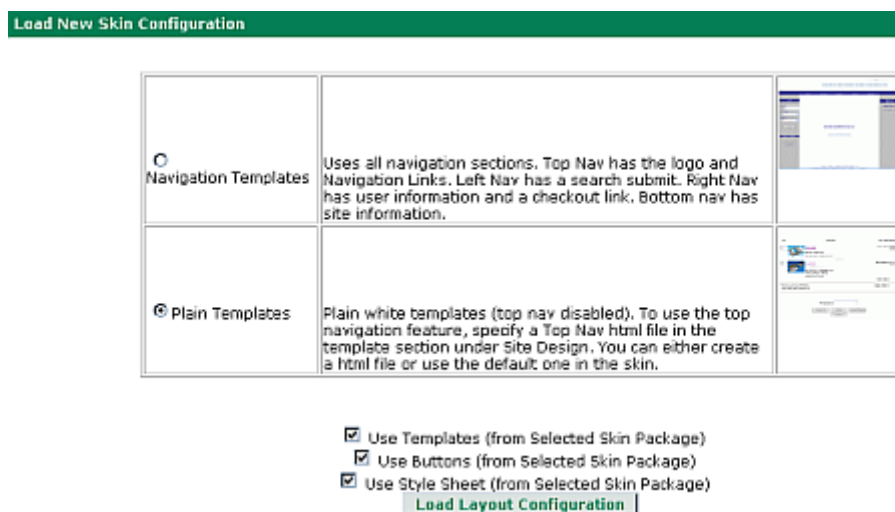 Load New Skin Configuration
Navigation Templates
Uses all navigation sections. Top Nav has the logo and
Navigation Links. Left Nav has a search submit. Right Nav
has user information and a checkout link. Bottom nav has
site information.
Plain Templates
Plain white templates (top nav disabled). To use the top
navigation feature, specify a Top Nav html file in the
template section under Site Design. You can either create
a html file or use the default one in the skin.
Use Templates (from Selected Skin Package)
Use Buttons (from Selected Skin Package)
Use Style Sheet (from Selected Skin Package)
Load Layout Configuration